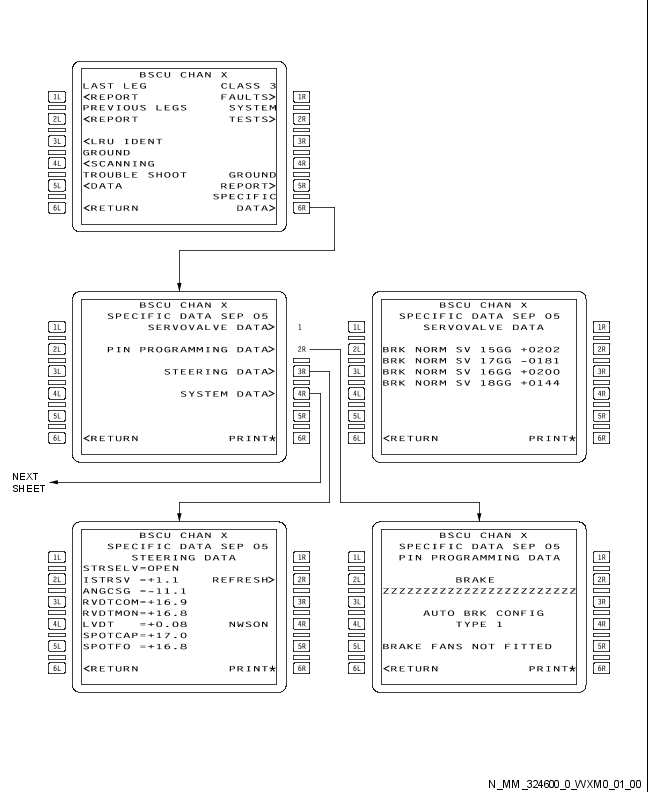 BSCU CHAN X
LAST LEG CLASS 3
1L <REPORT FAULTS> 1R
PREVIOUS LEGS SYSTEM
2L <REPORT TESTS> 2R
3L <LRU IDENT 3R
GROUND
4L <SCANNING 4R
TROUBLE SHOOT GROUND
5L <DATA REPORT> 5R
SPECIFIC
6L <RETURN DATA> 6R
BSCU CHAN X
SPECIFIC DATA SEP 05
1L SERVOVALVE DATA> 1
2L PIN PROGRAMMING DATA> 2R
3L STEERING DATA> 3R
4L SYSTEM DATA> 4R
5L 5R
6L <RETURN PRINT* 6R
BSCU CHAN X
SPECIFIC DATA SEP 05
1L SERVOVALVE DATA 1R
2L BRK NORM SV 15GG +0202 2R
BRK NORM SV 17GG -0181
3L BRK NORM SV 16GG +0200 3R
BRK NORM SV 18GG +0144
4L 4R
5L 5R
6L <RETURN PRINT* 6R
NEXT
SHEET
BSCU CHAN X
SPECIFIC DATA SEP 05
1L STEERING DATA 1R
STRSELV=OPEN
2L ISTRSV =+1.1 REFRESH> 2R
ANGCSG =-11.1
3L RVDTCOM=+16.9 3R
RVDTMON=+16.8
4L LVDT =+0.08 NWSON 4R
SPOTCAP=+17.0
5L SPOTFO =+16.8 5R
6L <RETURN PRINT* 6R
BSCU CHAN X
SPECIFIC DATA SEP 05
1L PIN PROGRAMMING DATA 1R
2L BRAKE 2R
ZZZZZZZZZZZZZZZZZZZZZZZZ
3L 3R
AUTO BRK CONFIG
4L TYPE 1 4R
5L BRAKE FANS NOT FITTED 5R
6L <RETURN PRINT* 6R
N_MM_324600_0_WXM0_01_00